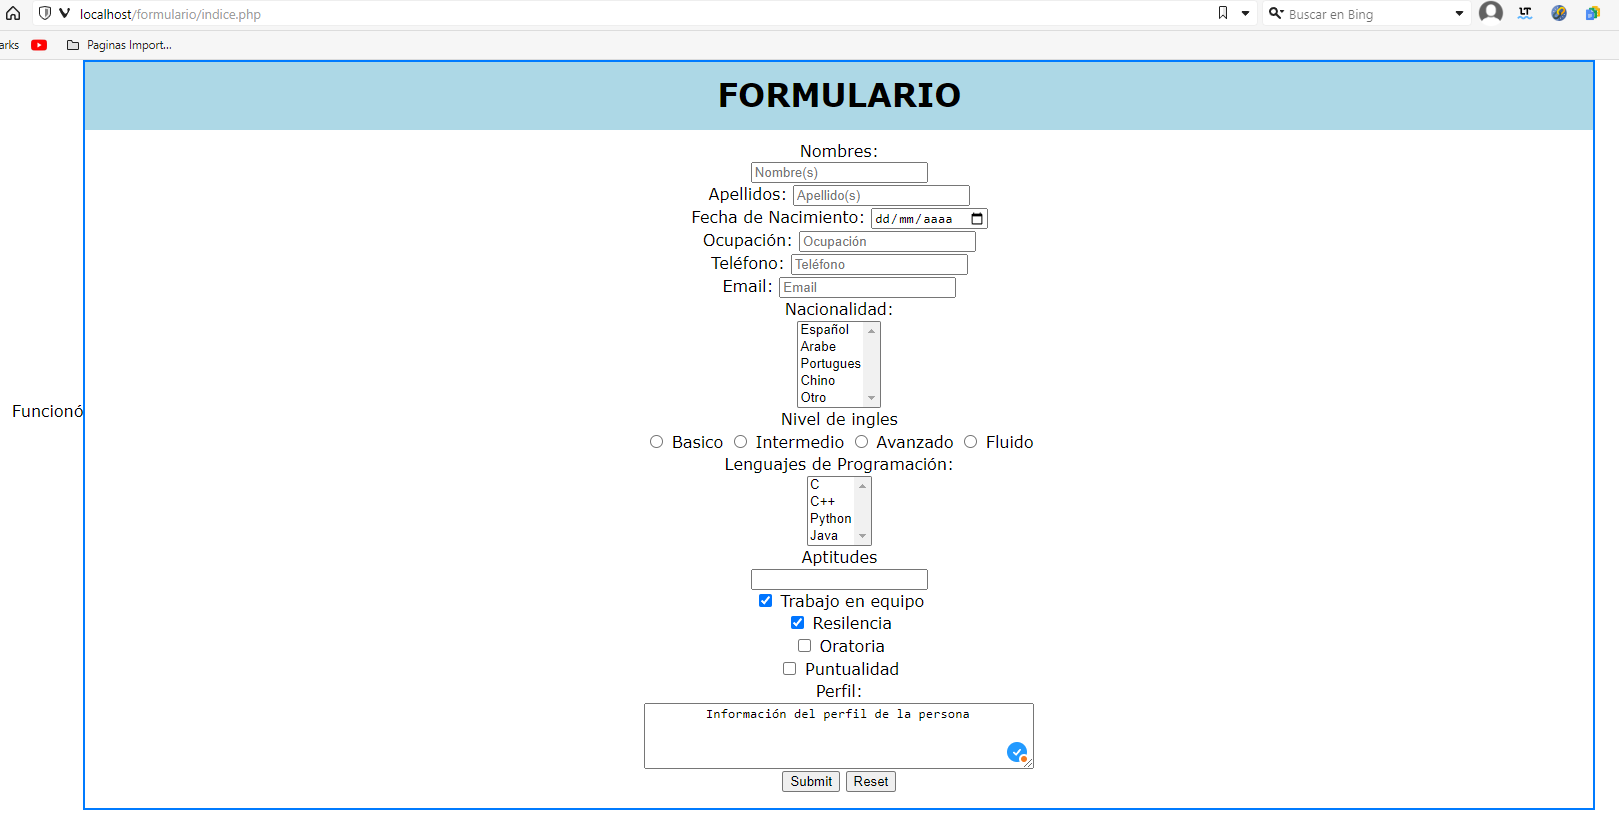 localhost/formulario/indice.php
Buscar en Bing
LT
arks
Paginas Import...
FORMULARIO
Nombres:
Nombre(s)
Apellidos: Apellido(s)
Fecha de Nacimiento: dd/mm/aaaa
Ocupación: Ocupación
Teléfono: Teléfono
Email: Email
Nacionalidad:
Español
Arabe
Portugues
Chino
Otro
Funcionó
Nivel de ingles
Basico Intermedio Avanzado Fluido
Lenguajes de Programación:
C
C++
Python
Java
Aptitudes
Trabajo en equipo
Resilencia
Oratoria
Puntualidad
Perfil:
Información del perfil de la persona
Submit Reset